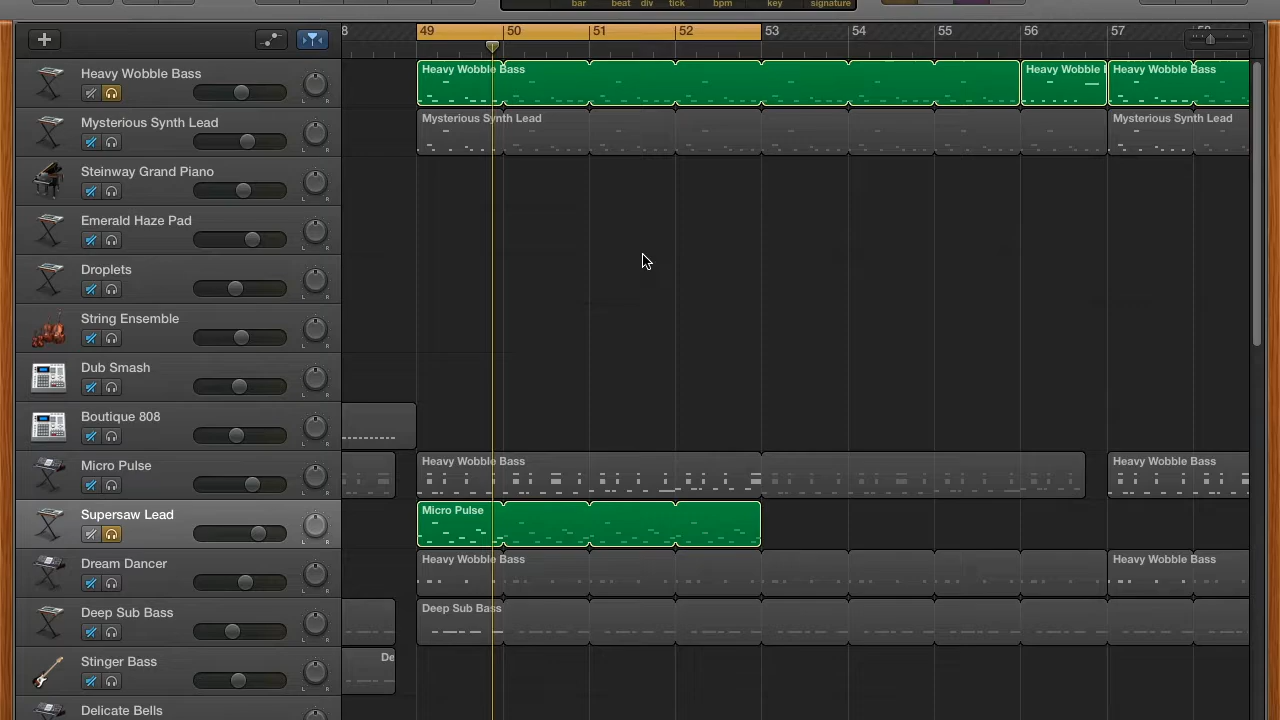 bar beat div tick bpm key signature
8 49 50 51 52 53 54 55 56 57
Heavy Wobble Bass
L R
Heavy Wobble Bass Heavy Wobble Heavy Wobble Bass
Mysterious Synth Lead
L R
Mysterious Synth Lead Mysterious Synth Lead
Steinway Grand Piano
L R
Emerald Haze Pad
L R
Droplets
L R
String Ensemble
L R
Dub Smash
L R
Boutique 808
L R
Micro Pulse
L R
Heavy Wobble Bass Heavy Wobble Bass
Supersaw Lead
L R
Micro Pulse
Dream Dancer
L R
Heavy Wobble Bass Heavy Wobble Bass
Deep Sub Bass
L R
Deep Sub Bass
Stinger Bass
L R
De
Delicate Bells